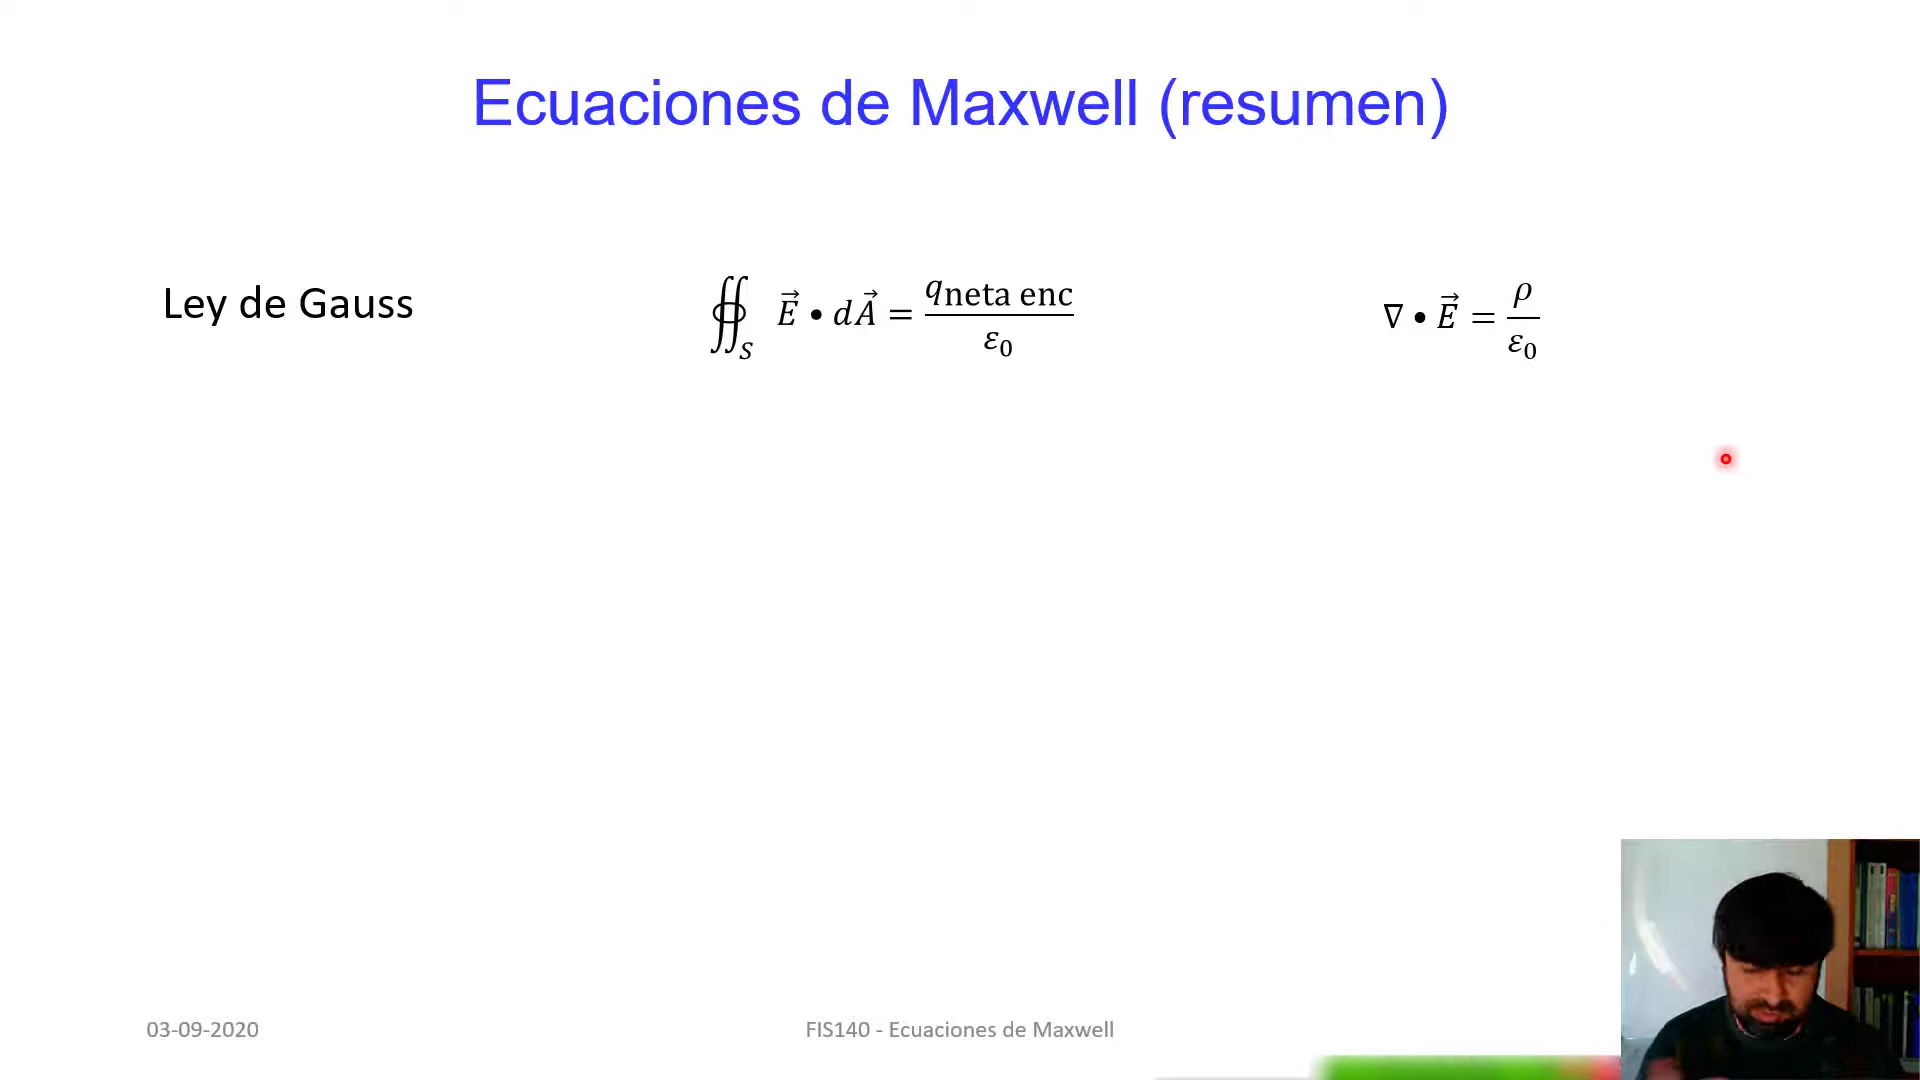 Ecuaciones de Maxwell (resumen)
Ley de Gauss
∯_S E⃗ • dA⃗ = q neta enc / ε₀
∇ • E⃗ = ρ / ε₀
03-09-2020
FIS140 - Ecuaciones de Maxwell